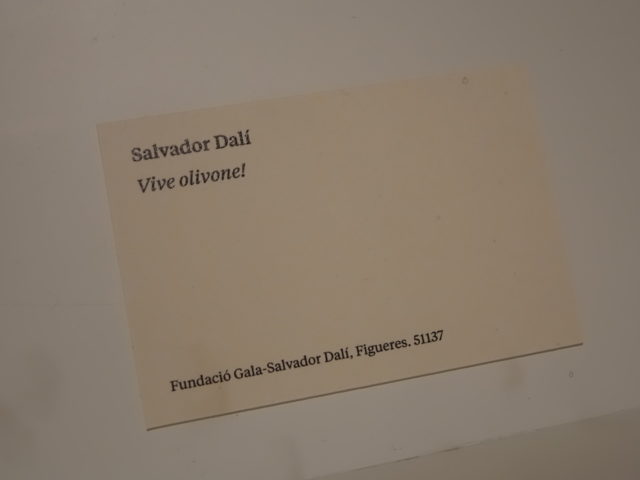 Salvador Dalí
Vive olivone!
Fundació Gala-Salvador Dalí, Figueres. 51137